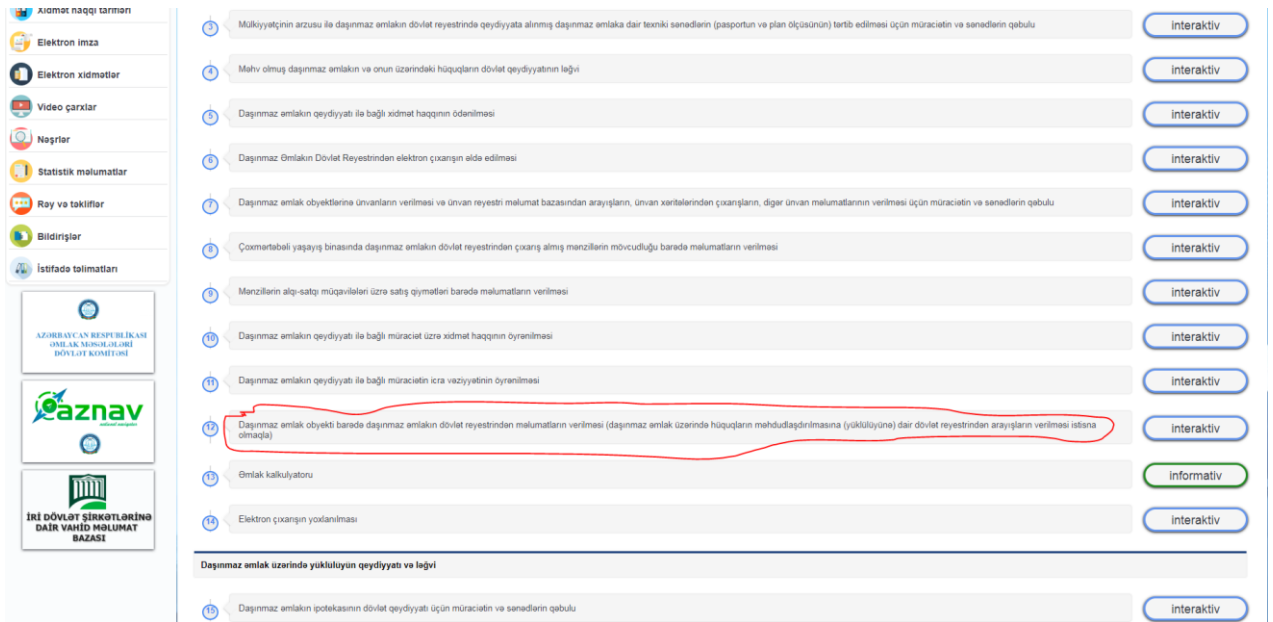 Xidmət haqqı tarifləri
Elektron imza
Elektron xidmətlər
Video çarxlar
Nəşrlər
Statistik məlumatlar
Rəy və təkliflər
Bildirişlər
İstifadə təlimatları
AZƏRBAYCAN RESPUBLİKASI
ƏMLAK MƏSƏLƏLƏRİ
DÖVLƏT KOMİTƏSİ
aznav
national navigator
İRİ DÖVLƏT ŞİRKƏTLƏRİNƏ
DAİR VAHİD MƏLUMAT
BAZASI
3 Mülkiyyətçinin arzusu ilə daşınmaz əmlakın dövlət reyestrində qeydiyyata alınmış daşınmaz əmlaka dair texniki sənədlərin (pasportun və plan ölçüsünün) tərtib edilməsi üçün müraciətin və sənədlərin qəbulu interaktiv
4 Məhv olmuş daşınmaz əmlakın və onun üzərindəki hüquqların dövlət qeydiyyatının ləğvi interaktiv
5 Daşınmaz əmlakın qeydiyyatı ilə bağlı xidmət haqqının ödənilməsi interaktiv
6 Daşınmaz Əmlakın Dövlət Reyestrindən elektron çıxarışın əldə edilməsi interaktiv
7 Daşınmaz əmlak obyektlərinə ünvanların verilməsi və ünvan reyestri məlumat bazasından arayışların, ünvan xəritələrindən çıxarışların, digər ünvan məlumatlarının verilməsi üçün müraciətin və sənədlərin qəbulu interaktiv
8 Çoxmərtəbəli yaşayış binasında daşınmaz əmlakın dövlət reyestrindən çıxarış almış mənzillərin mövcudluğu barədə məlumatların verilməsi interaktiv
9 Mənzillərin alqı-satqı müqavilələri üzrə satış qiymətləri barədə məlumatların verilməsi interaktiv
10 Daşınmaz əmlakın qeydiyyatı ilə bağlı müraciət üzrə xidmət haqqının öyrənilməsi interaktiv
11 Daşınmaz əmlakın qeydiyyatı ilə bağlı müraciətin icra vəziyyətinin öyrənilməsi interaktiv
12 Daşınmaz əmlak obyekti barədə daşınmaz əmlakın dövlət reyestrindən məlumatların verilməsi (daşınmaz əmlak üzərində hüquqların məhdudlaşdırılmasına (yüklülüyünə) dair dövlət reyestrindən arayışların verilməsi istisna
olmaqla) interaktiv
13 Əmlak kalkulyatoru informativ
14 Elektron çıxarışın yoxlanılması interaktiv
Daşınmaz əmlak üzərində yüklülüyün qeydiyyatı və ləğvi
15 Daşınmaz əmlakın ipotekasının dövlət qeydiyyatı üçün müraciətin və sənədlərin qəbulu interaktiv